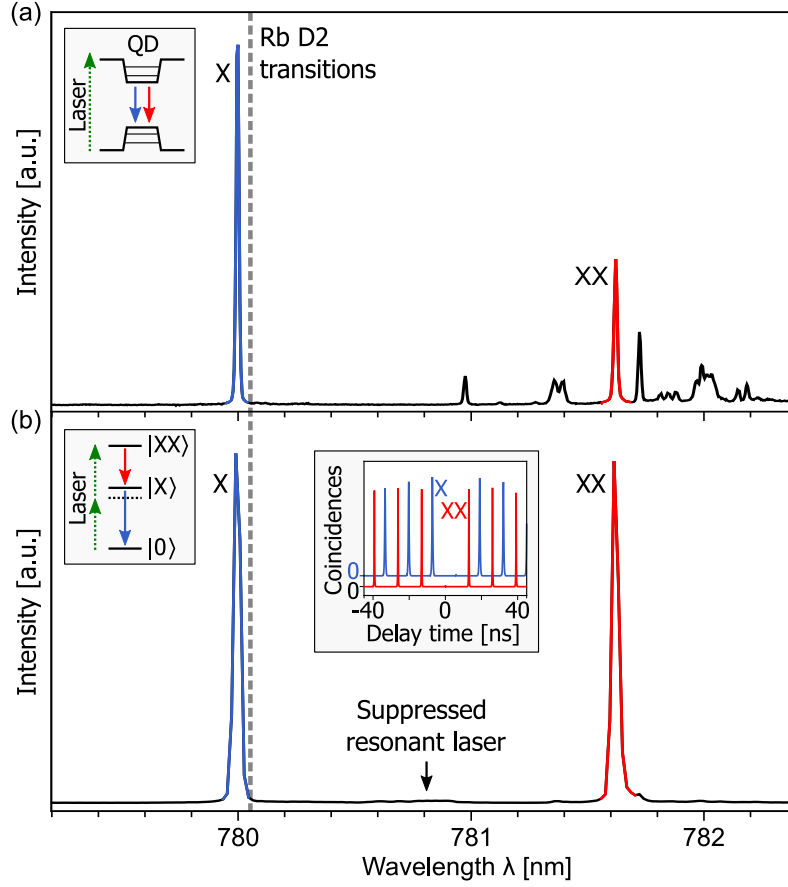 (a)
QD
Laser
X
Rb D2
transitions
XX
Intensity [a.u.]
(b)
|XX⟩
|X⟩
|0⟩
Laser
X
Coincidences
X
XX
0
0
-40
0
40
Delay time [ns]
XX
Suppressed
resonant laser
Intensity [a.u.]
780
781
782
Wavelength λ [nm]